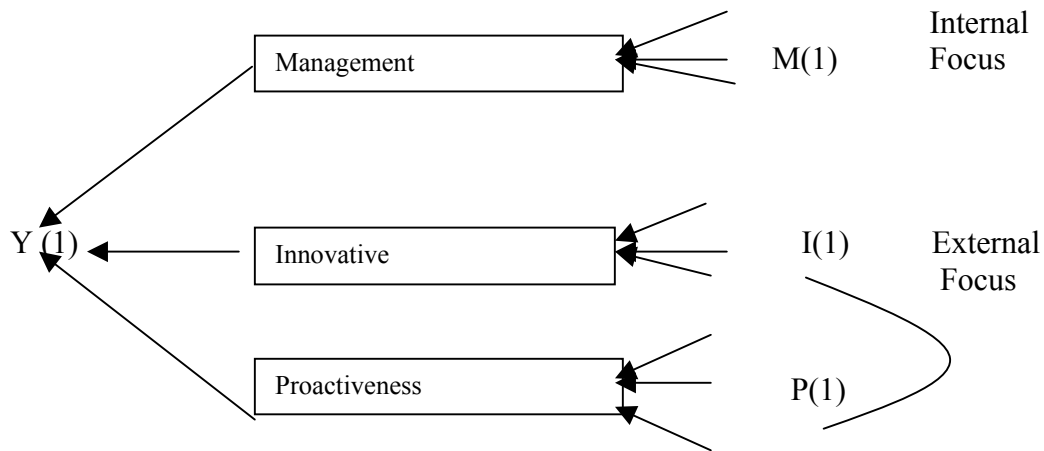 Internal
Focus
Management
M(1)
Y (1)
Innovative
I(1)
External
Focus
Proactiveness
P(1)